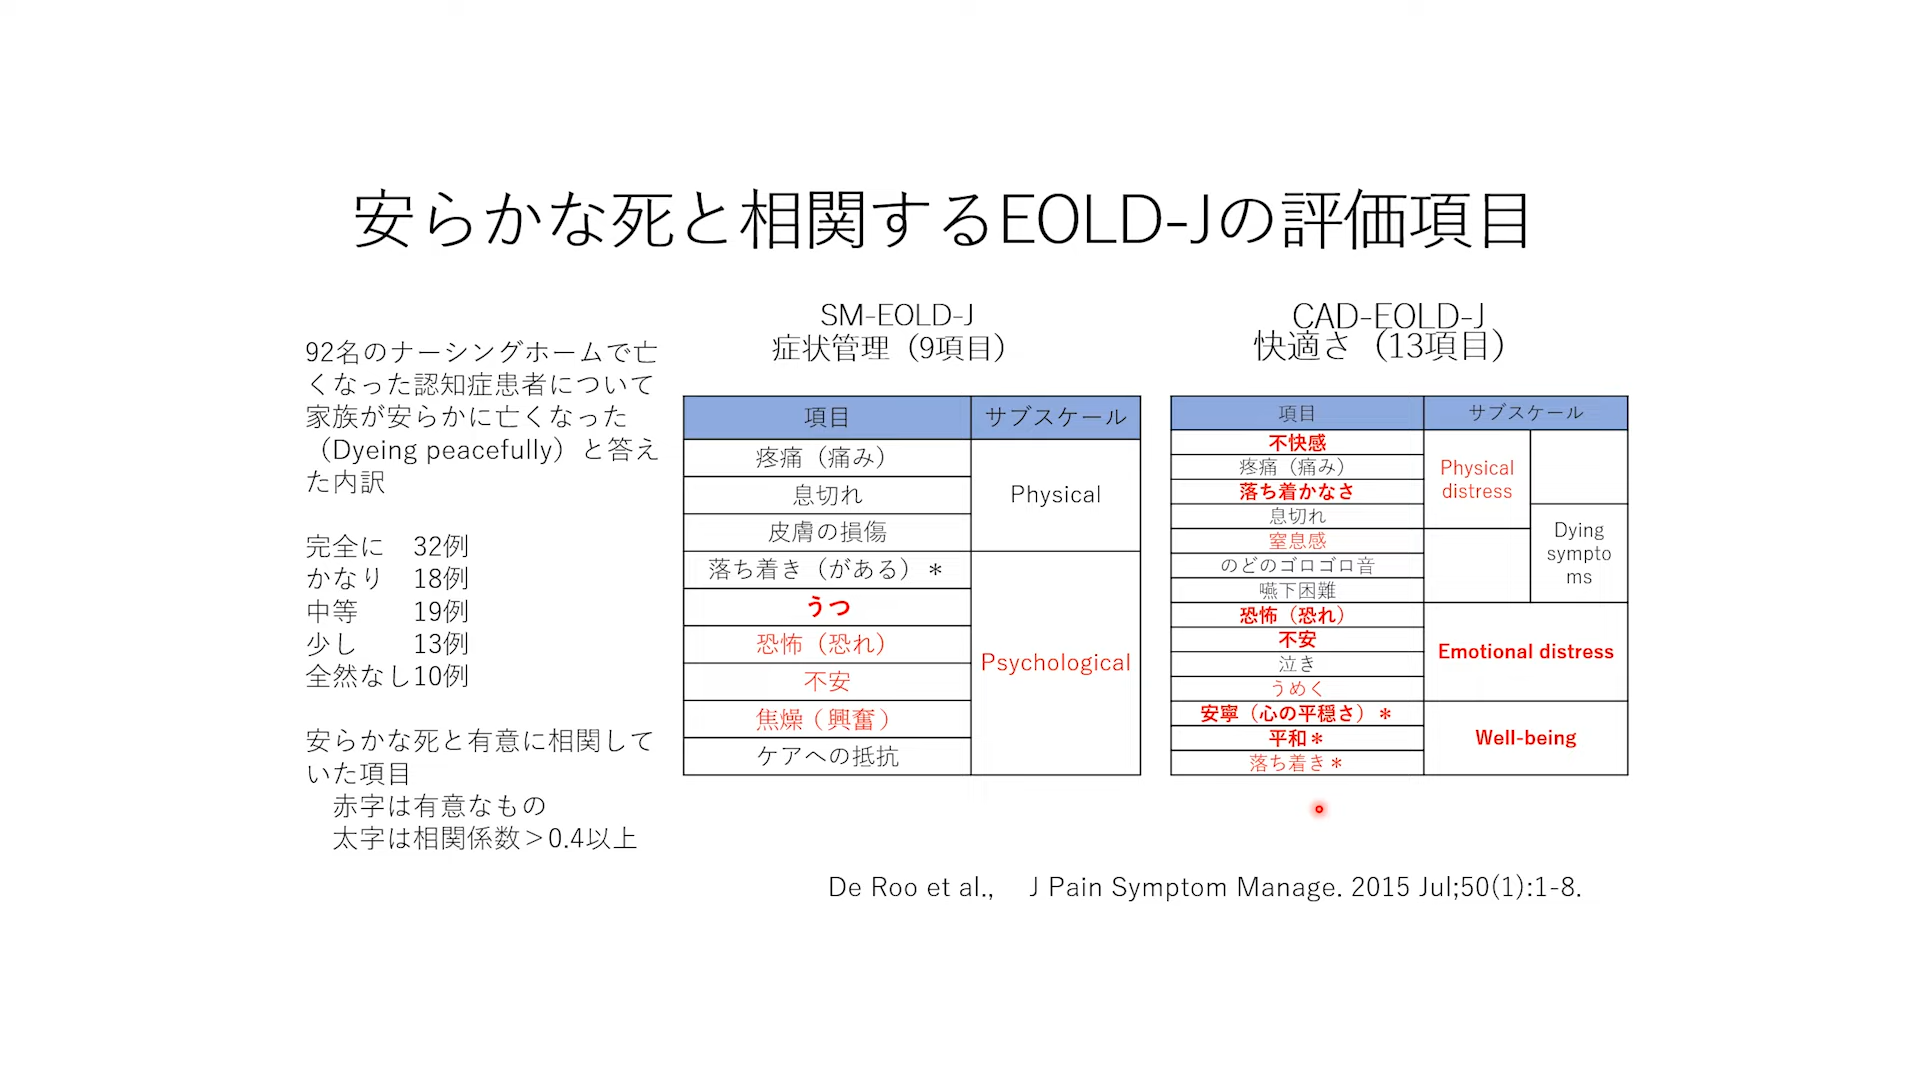 安らかな死と相関するEOLD-Jの評価項目
92名のナーシングホームで亡
くなった認知症患者について
家族が安らかに亡くなった
（Dyeing peacefully）と答え
た内訳
完全に　32例
かなり　18例
中等　　19例
少し　　13例
全然なし10例
安らかな死と有意に相関して
いた項目
赤字は有意なもの
太字は相関係数＞0.4以上
SM-EOLD-J
症状管理（9項目）
項目　サブスケール
疼痛（痛み）
息切れ
Physical
皮膚の損傷
落ち着き（がある）＊
うつ
恐怖（恐れ）
Psychological
不安
焦燥（興奮）
ケアへの抵抗
CAD-EOLD-J
快適さ（13項目）
項目　サブスケール
不快感
疼痛（痛み）
Physical
distress
落ち着かなさ
息切れ
窒息感
のどのゴロゴロ音
嚥下困難
Dying
sympto
ms
恐怖（恐れ）
不安
Emotional distress
泣き
うめく
安寧（心の平穏さ）＊
平和＊
Well-being
落ち着き＊
De Roo et al.,　J Pain Symptom Manage. 2015 Jul;50(1):1-8.